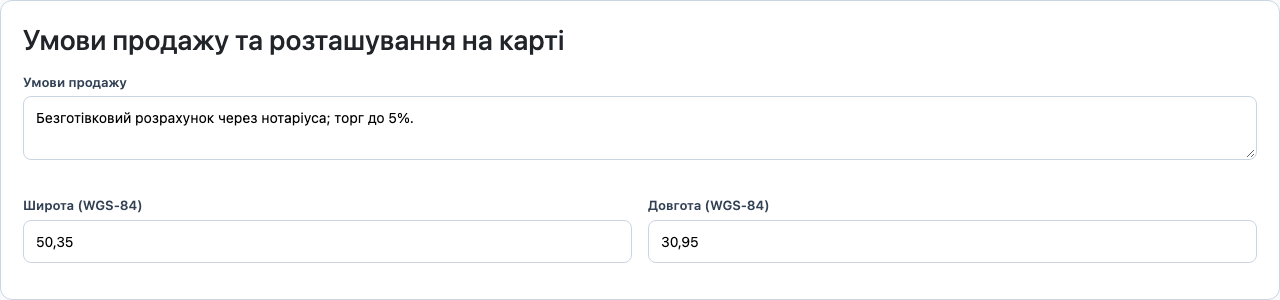 Умови продажу та розташування на карті
Умови продажу
Безготівковий розрахунок через нотаріуса; торг до 5%.
Широта (WGS-84)
Довгота (WGS-84)
50,35
30,95